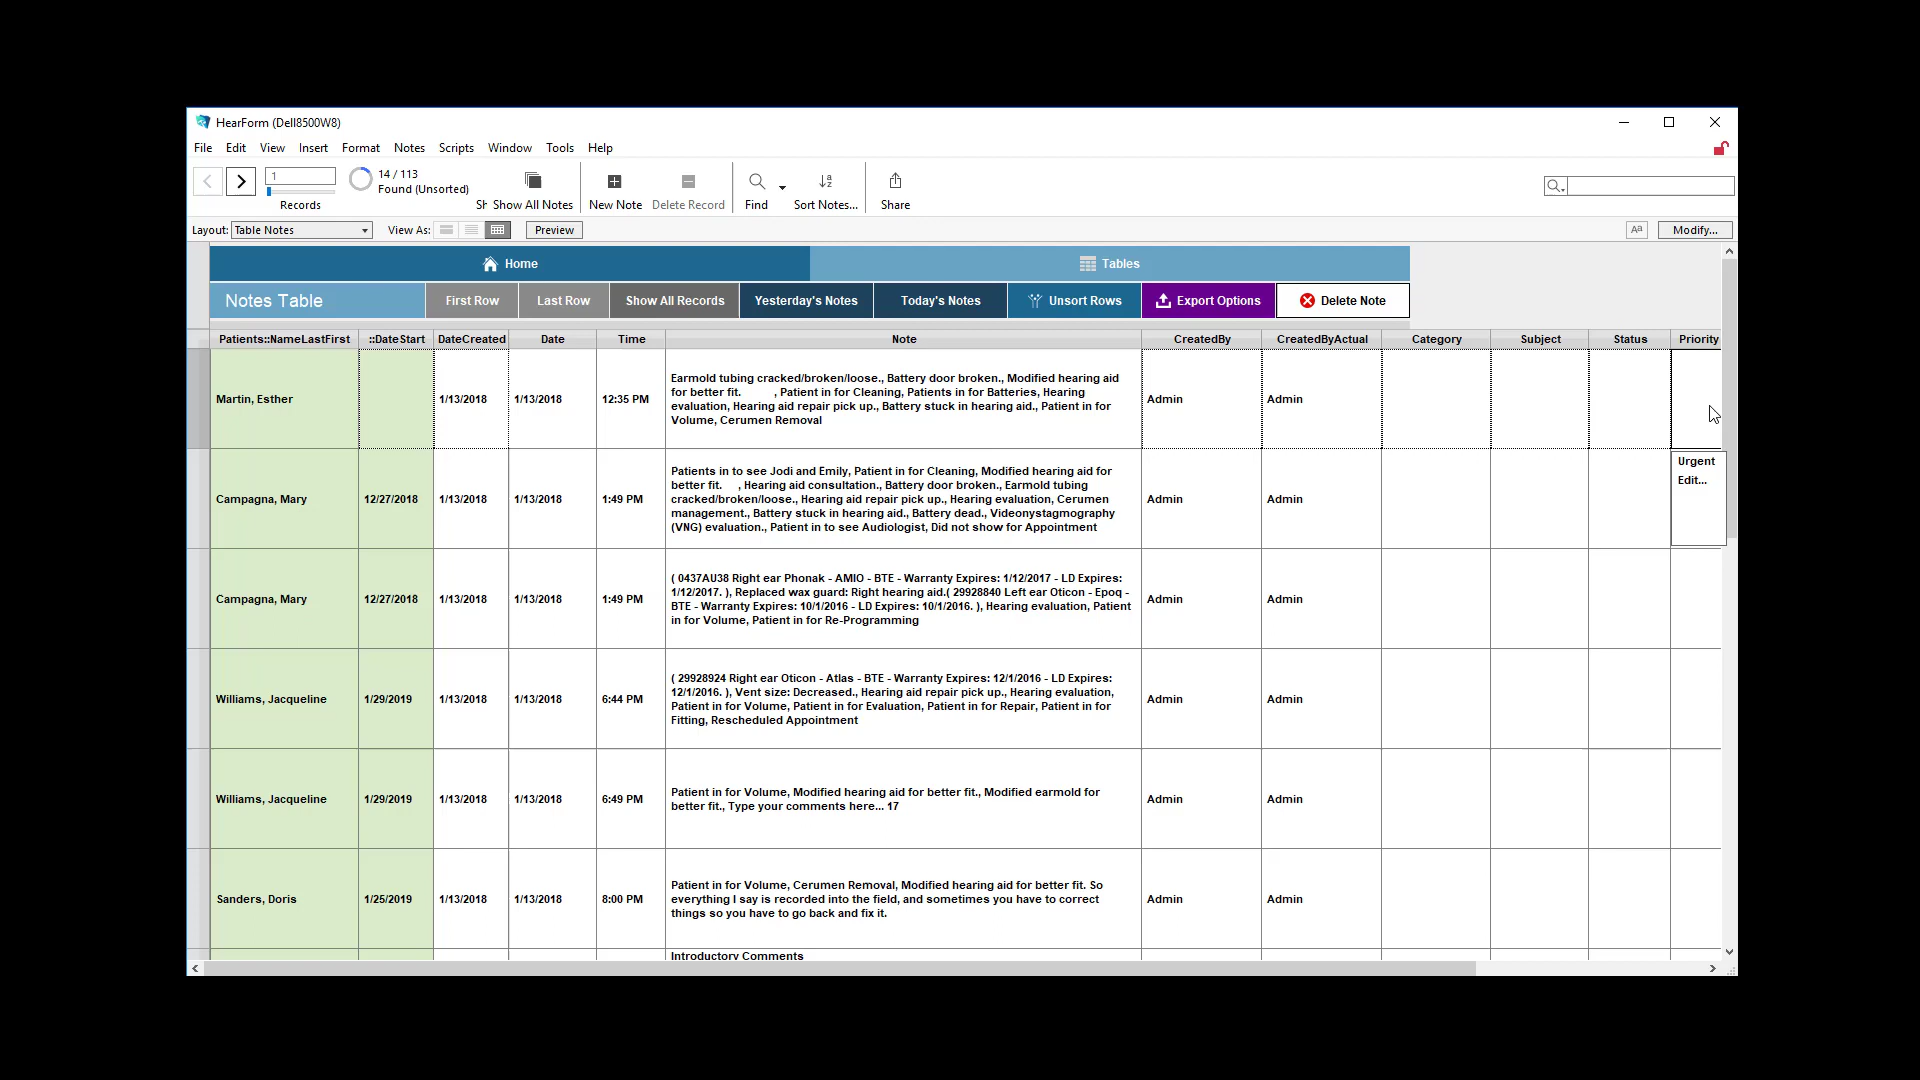 HearForm (Dell8500W8)
File Edit View Insert Format Notes Scripts Window Tools Help
1
14 / 113
Found (Unsorted)
Records
Show All Notes
New Note
Delete Record
Find
Sort Notes...
Share
Layout: Table Notes View As: Preview Aª Modify...
Home Tables
Notes Table First Row Last Row Show All Records Yesterday's Notes Today's Notes Unsort Rows Export Options Delete Note
Patients::NameLastFirst ::DateStart DateCreated Date Time Note CreatedBy CreatedByActual Category Subject Status Priority
Martin, Esther 1/13/2018 1/13/2018 12:35 PM
Earmold tubing cracked/broken/loose., Battery door broken., Modified hearing aid
for better fit. , Patient in for Cleaning, Patients in for Batteries, Hearing
evaluation, Hearing aid repair pick up., Battery stuck in hearing aid., Patient in for
Volume, Cerumen Removal
Admin Admin
Urgent
Edit...
Campagna, Mary 12/27/2018 1/13/2018 1/13/2018 1:49 PM
Patients in to see Jodi and Emily, Patient in for Cleaning, Modified hearing aid for
better fit. , Hearing aid consultation., Battery door broken., Earmold tubing
cracked/broken/loose., Hearing aid repair pick up., Hearing evaluation, Cerumen
management., Battery stuck in hearing aid., Battery dead., Videonystagmography
(VNG) evaluation., Patient in to see Audiologist, Did not show for Appointment
Admin Admin
Campagna, Mary 12/27/2018 1/13/2018 1/13/2018 1:49 PM
( 0437AU38 Right ear Phonak - AMIO - BTE - Warranty Expires: 1/12/2017 - LD Expires:
1/12/2017. ), Replaced wax guard: Right hearing aid.( 29928840 Left ear Oticon - Epoq -
BTE - Warranty Expires: 10/1/2016 - LD Expires: 10/1/2016. ), Hearing evaluation, Patient
in for Volume, Patient in for Re-Programming
Admin Admin
Williams, Jacqueline 1/29/2019 1/13/2018 1/13/2018 6:44 PM
( 29928924 Right ear Oticon - Atlas - BTE - Warranty Expires: 12/1/2016 - LD Expires:
12/1/2016. ), Vent size: Decreased., Hearing aid repair pick up., Hearing evaluation,
Patient in for Volume, Patient in for Evaluation, Patient in for Repair, Patient in for
Fitting, Rescheduled Appointment
Admin Admin
Williams, Jacqueline 1/29/2019 1/13/2018 1/13/2018 6:49 PM
Patient in for Volume, Modified hearing aid for better fit., Modified earmold for
better fit., Type your comments here... 17
Admin Admin
Sanders, Doris 1/25/2019 1/13/2018 1/13/2018 8:00 PM
Patient in for Volume, Cerumen Removal, Modified hearing aid for better fit. So
everything I say is recorded into the field, and sometimes you have to correct
things so you have to go back and fix it.
Admin Admin
Introductory Comments